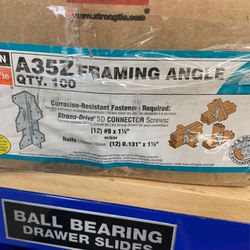 www.strongtie.com
A35Z FRAMING ANGLE
QTY. 100
Corrosion-Resistant Fasteners Required:
Strong-Drive® SD CONNECTOR Screws:
(12) #9 x 1½"
Nails
(12) 0.131" x 1½"
BALL BEARING
DRAWER SLIDES